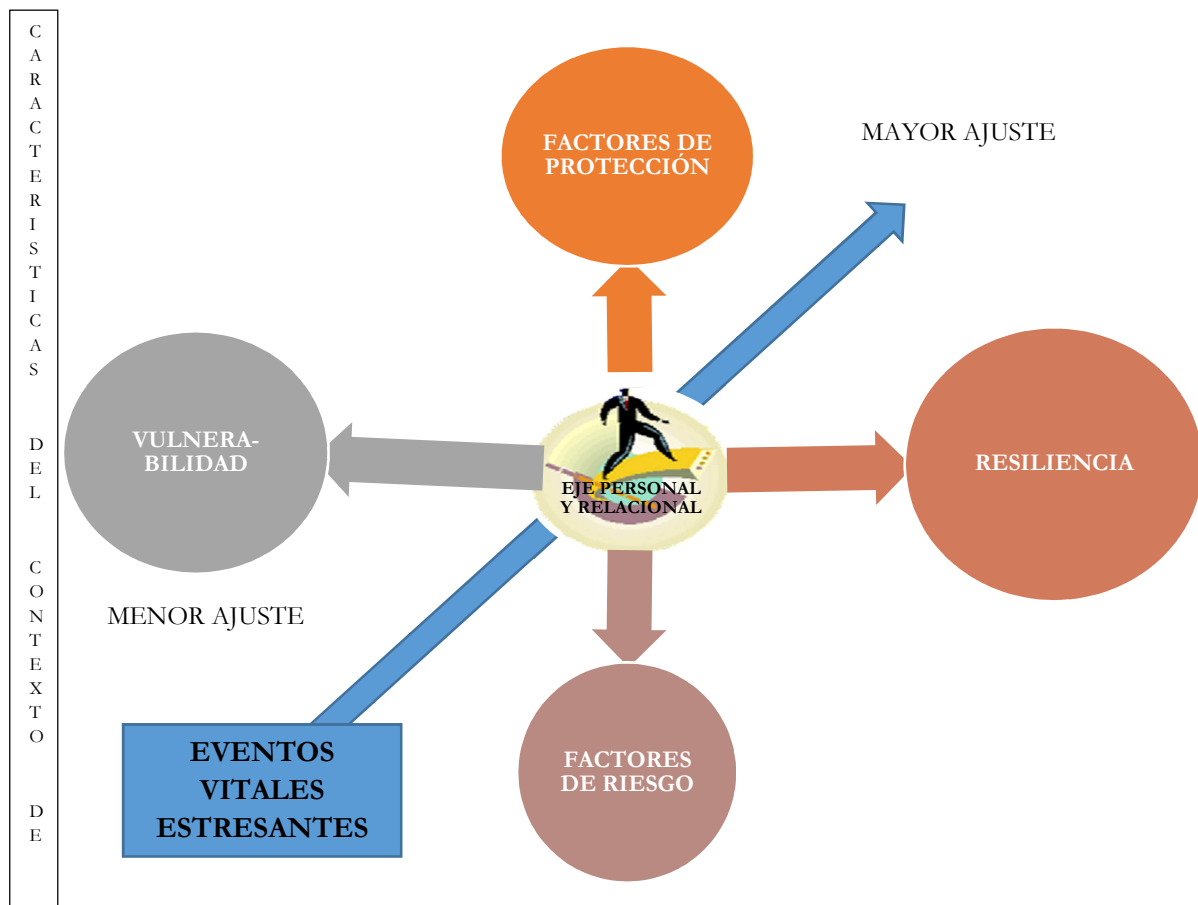 CARACTERISTICAS DEL CONTEXTO DE
FACTORES DE
PROTECCIÓN
MAYOR AJUSTE
VULNERA-
BILIDAD
EJE PERSONAL
Y RELACIONAL
RESILIENCIA
MENOR AJUSTE
EVENTOS
VITALES
ESTRESANTES
FACTORES
DE RIESGO